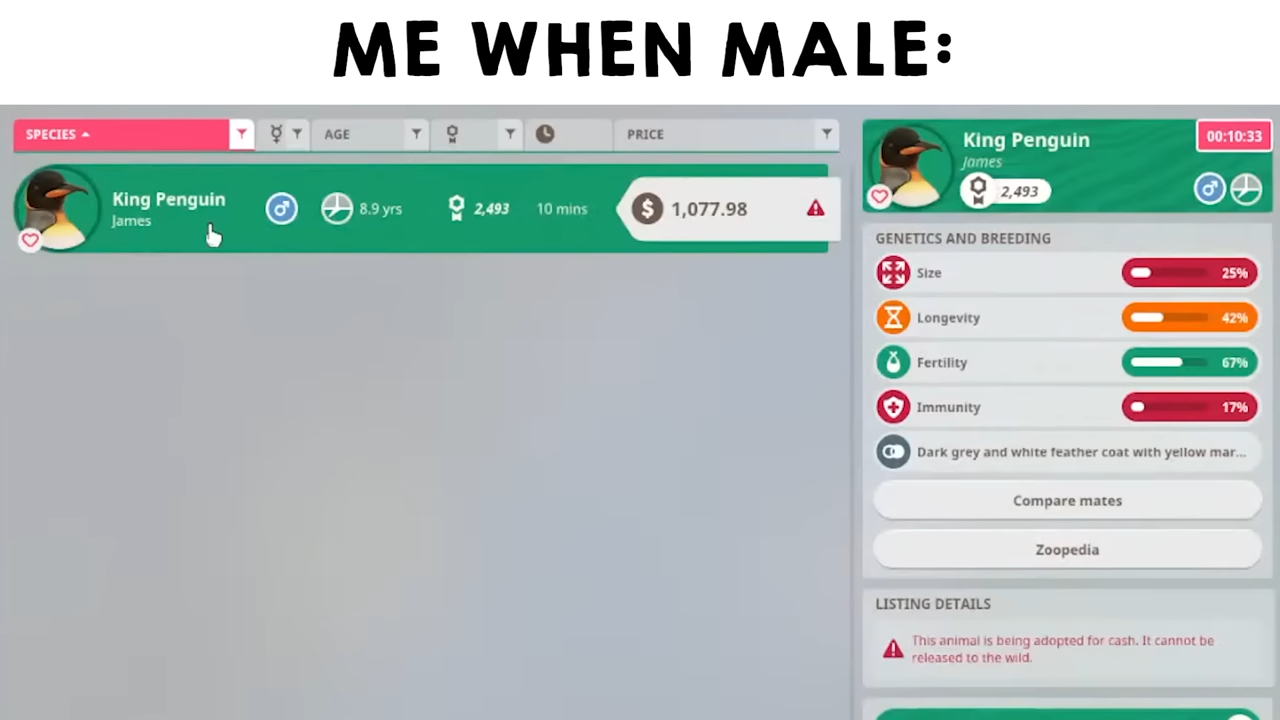 ME WHEN MALE:
SPECIES
AGE
PRICE
King Penguin
James
8.9 yrs
2,493
10 mins
$ 1,077.98
King Penguin
James
2,493
00:10:33
GENETICS AND BREEDING
Size 25%
Longevity 42%
Fertility 67%
Immunity 17%
Dark grey and white feather coat with yellow mar...
Compare mates
Zoopedia
LISTING DETAILS
This animal is being adopted for cash. It cannot be
released to the wild.